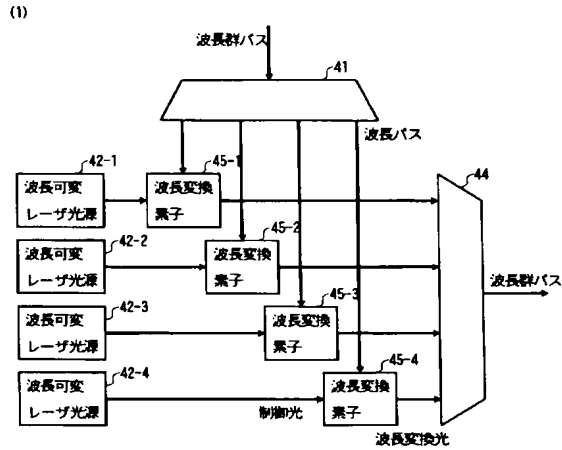 (1)
波長群パス
41
波長パス
42-1
45-1
44
波長可変
レーザ光源
波長変換
素子
42-2
45-2
波長可変
レーザ光源
波長変換
素子
波長群パス
42-3
45-3
波長可変
レーザ光源
波長変換
素子
42-4
45-4
波長可変
レーザ光源
制御光
波長変換
素子
波長変換光